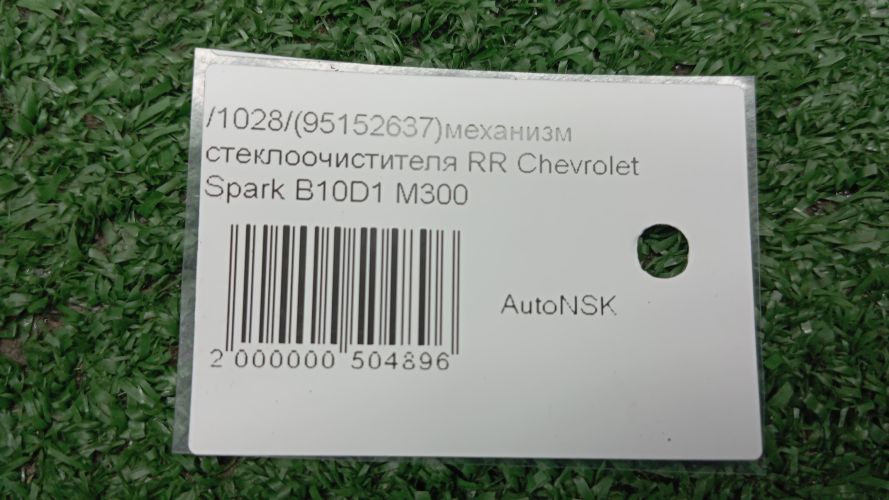 /1028/(95152637)механизм
стеклоочистителя RR Chevrolet
Spark B10D1 M300
AutoNSK
2 000000 504896